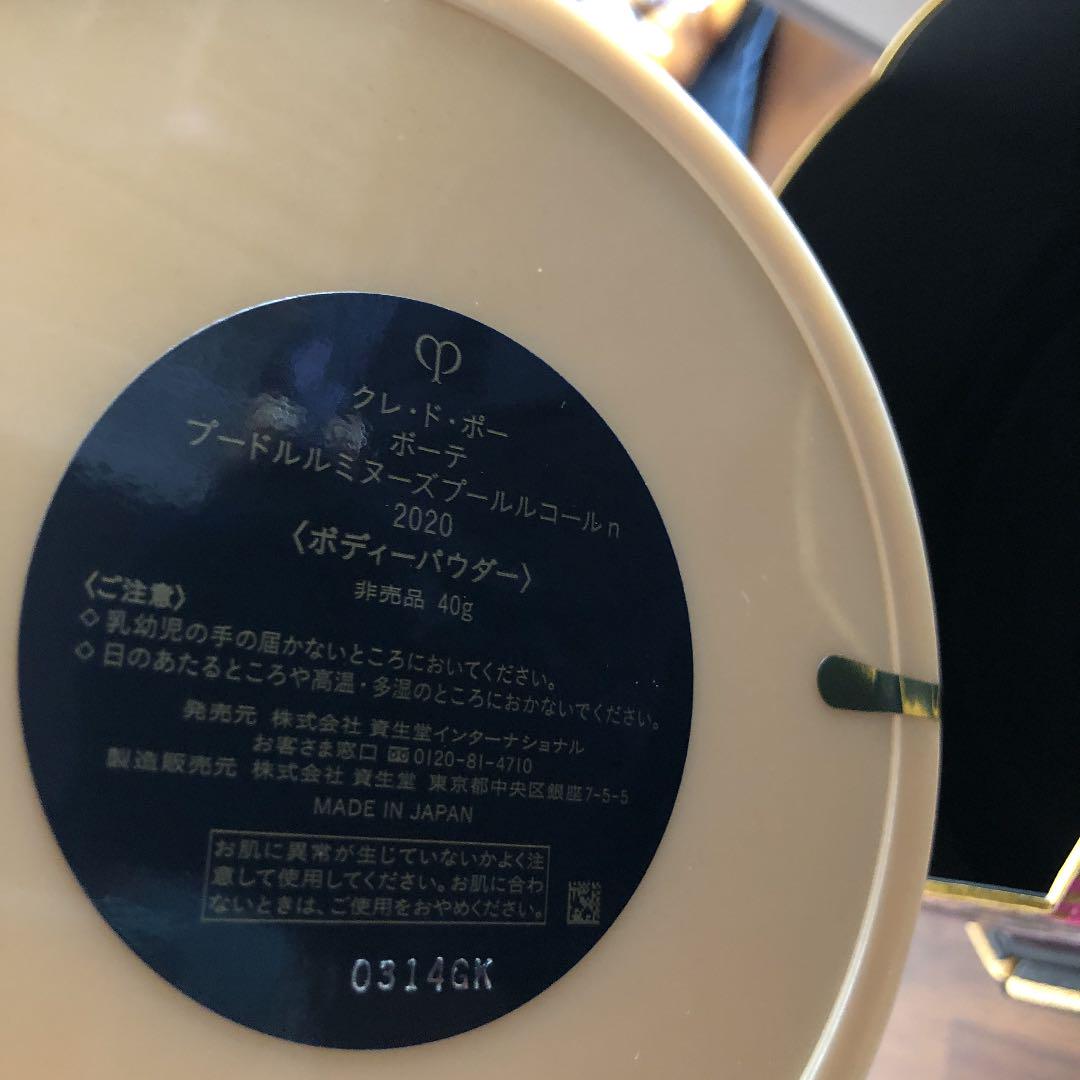 クレ・ド・ポー
ボーテ
プードルルミヌーズプールルコールn
2020
〈ボディーパウダー〉
非売品 40g
〈ご注意〉
◇ 乳幼児の手の届かないところにおいてください。
◇ 日のあたるところや高温・多湿のところにおかないでください。
発売元 株式会社 資生堂インターナショナル
お客さま窓口 0120-81-4710
製造販売元 株式会社 資生堂 東京都中央区銀座7-5-5
MADE IN JAPAN
お肌に異常が生じていないかよく注
意して使用してください。お肌に合わ
ないときは、ご使用をおやめください。
0314GK